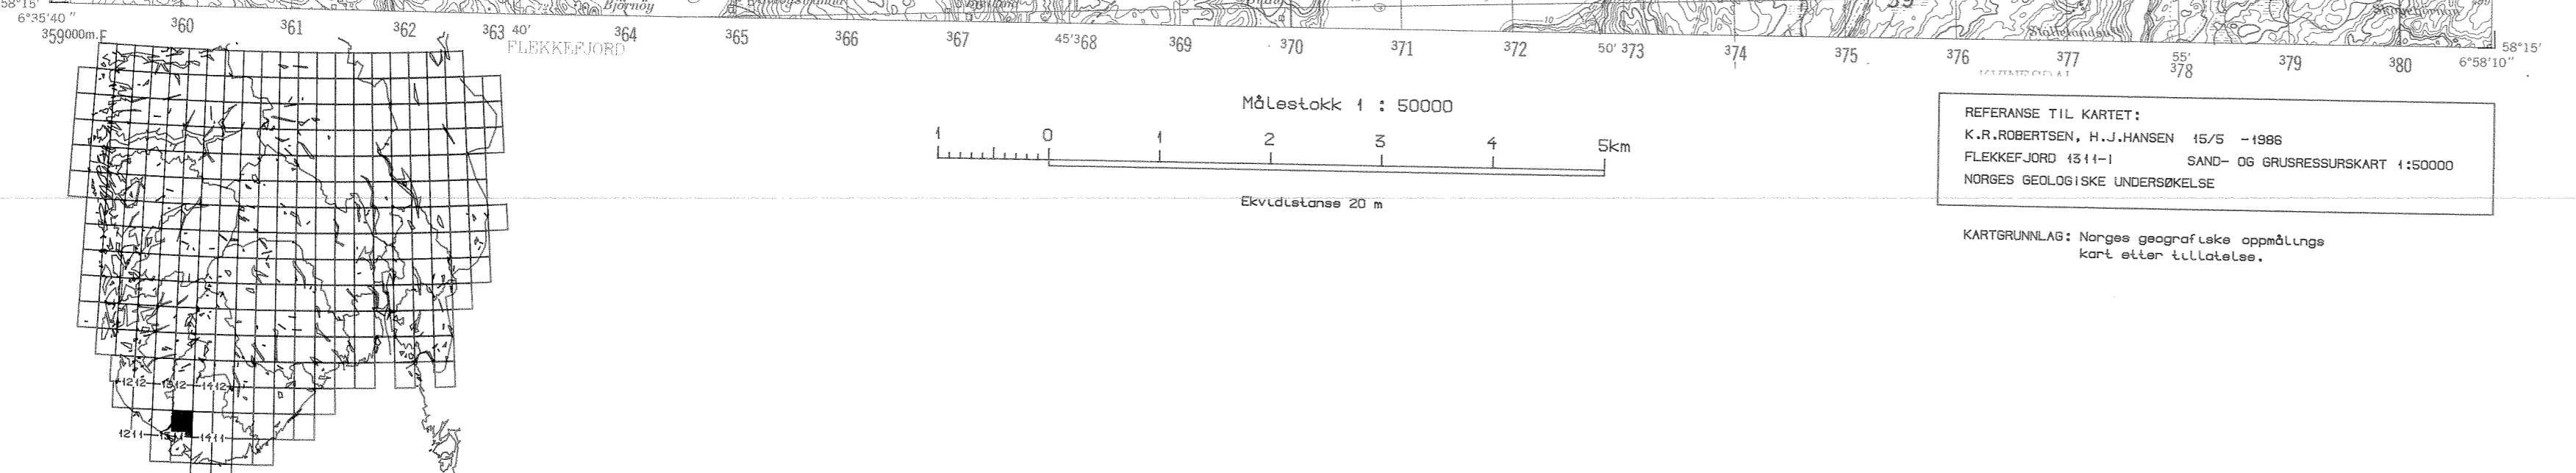 58°15'
6°35'40"
359000m.E
360
361
362
363
40'
364
365
366
367
45'368
369
370
371
372
50'373
374
375
376
377
55'
378
379
380
6°58'10"
58°15'
Bjørnøy
10
39
FLEKKEFJORD
KVINESDAL
Målestokk 1 : 50000
1 0 1 2 3 4 5km
Ekvidistanse 20 m
REFERANSE TIL KARTET:
K.R.ROBERTSEN, H.J.HANSEN 15/5 -1986
FLEKKEFJORD 1311-I SAND- OG GRUSRESSURSKART 1:50000
NORGES GEOLOGISKE UNDERSØKELSE
KARTGRUNNLAG: Norges geografiske oppmålings
kart etter tillatelse.
1212 1312 1412
1211 1311 1411